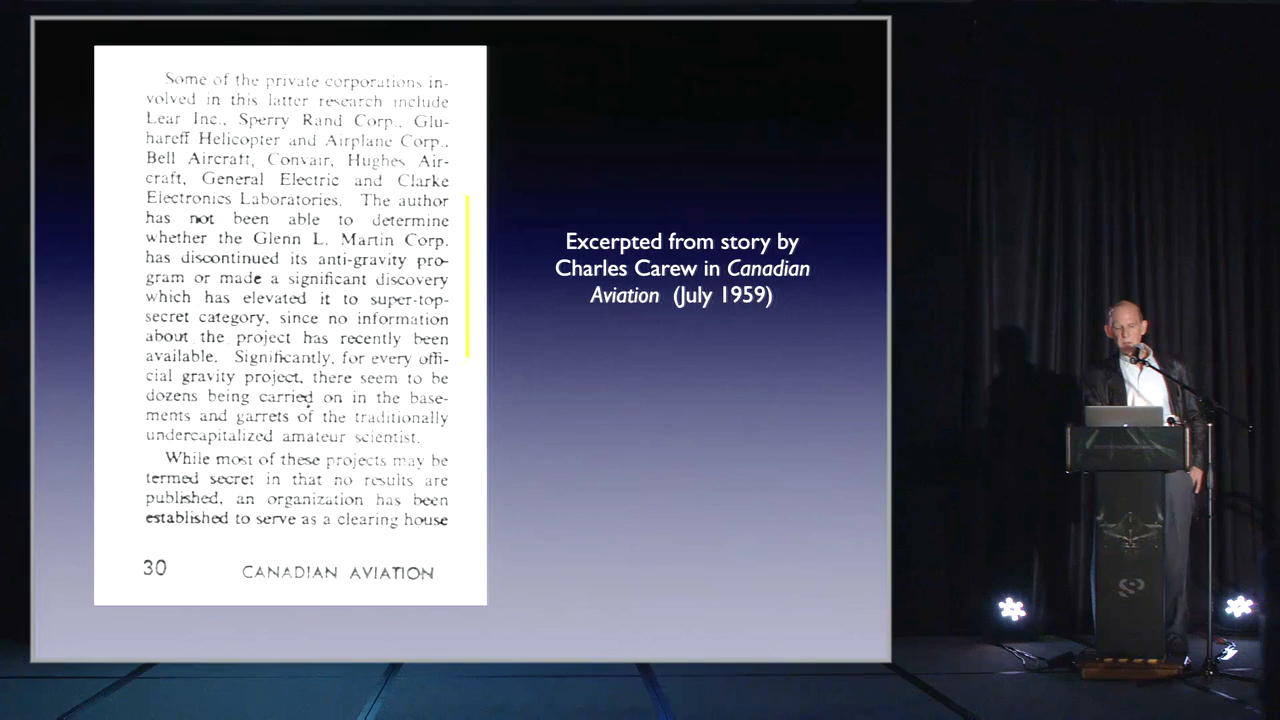 Some of the private corporations in-
volved in this latter research include
Lear Inc., Sperry Rand Corp., Glu-
hareff Helicopter and Airplane Corp.,
Bell Aircraft, Convair, Hughes Air-
craft, General Electric and Clarke
Electronics Laboratories. The author
has not been able to determine
whether the Glenn L. Martin Corp.
has discontinued its anti-gravity pro-
gram or made a significant discovery
which has elevated it to super-top-
secret category, since no information
about the project has recently been
available. Significantly, for every offi-
cial gravity project, there seem to be
dozens being carried on in the base-
ments and garrets of the traditionally
undercapitalized amateur scientist.
While most of these projects may be
termed secret in that no results are
published, an organization has been
established to serve as a clearing house
30 CANADIAN AVIATION
Excerpted from story by
Charles Carew in Canadian
Aviation (July 1959)